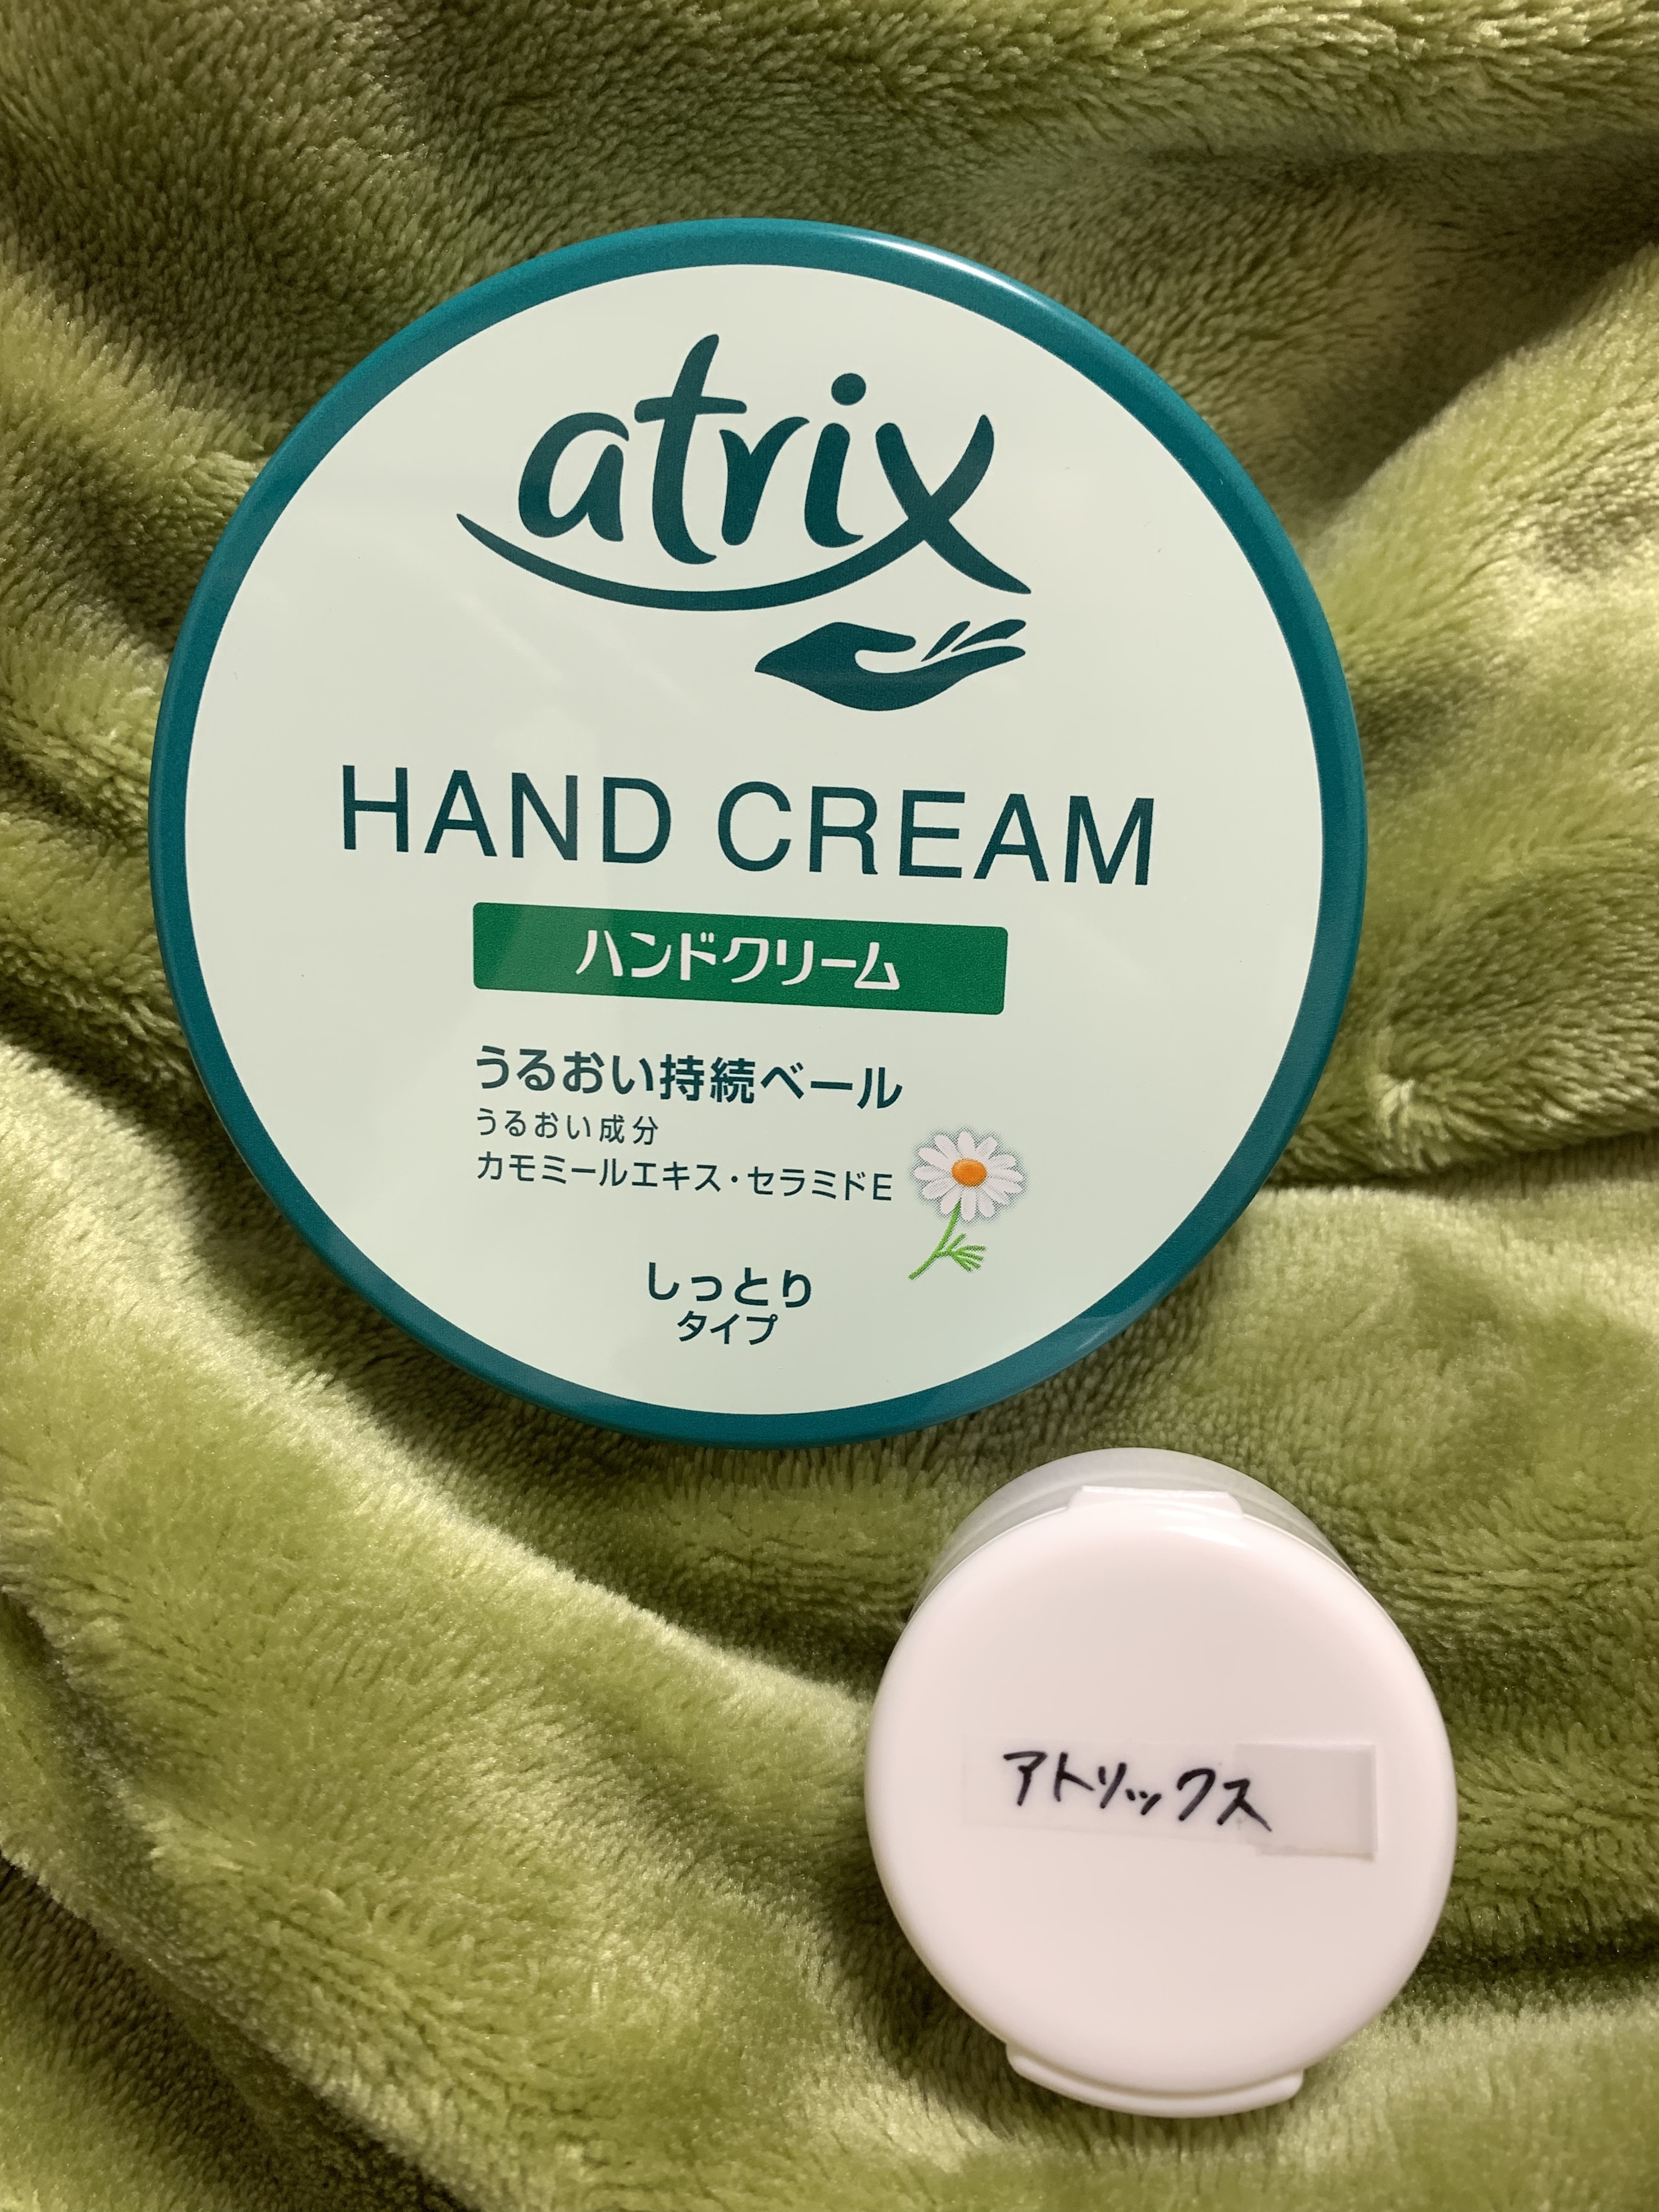 atrix
HAND CREAM
ハンドクリーム
うるおい持続ベール
うるおい成分
カモミールエキス・セラミドE
しっとり
タイプ
アトリックス